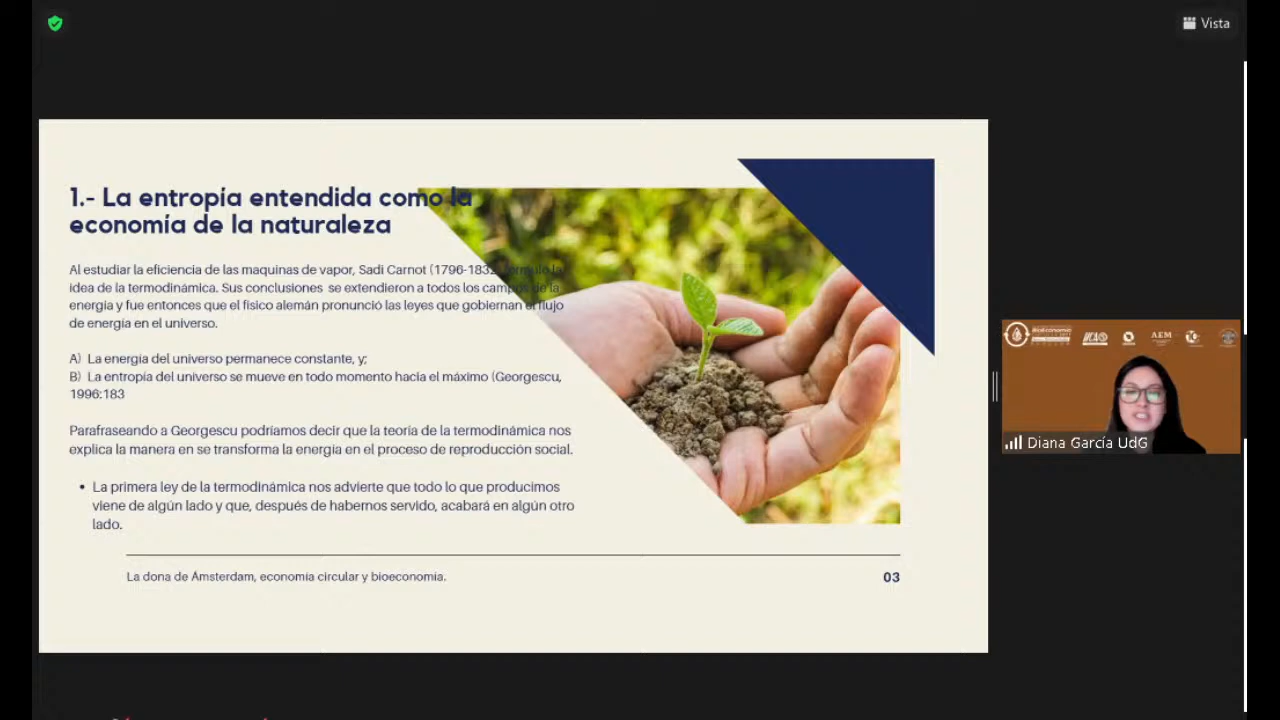 Vista
1.- La entropía entendida como la
economía de la naturaleza
Al estudiar la eficiencia de las maquinas de vapor, Sadi Carnot (1796-1832) formuló la
idea de la termodinámica. Sus conclusiones se extendieron a todos los campos de la
energía y fue entonces que el físico alemán pronunció las leyes que gobiernan el flujo
de energía en el universo.
A) La energía del universo permanece constante, y;
B) La entropía del universo se mueve en todo momento hacia el máximo (Georgescu,
1996:183
Parafraseando a Georgescu podríamos decir que la teoría de la termodinámica nos
explica la manera en se transforma la energía en el proceso de reproducción social.
• La primera ley de la termodinámica nos advierte que todo lo que producimos
viene de algún lado y que, después de habernos servido, acabará en algún otro
lado.
La dona de Ámsterdam, economía circular y bioeconomía.
03
IICA
AEM
Diana García UdG